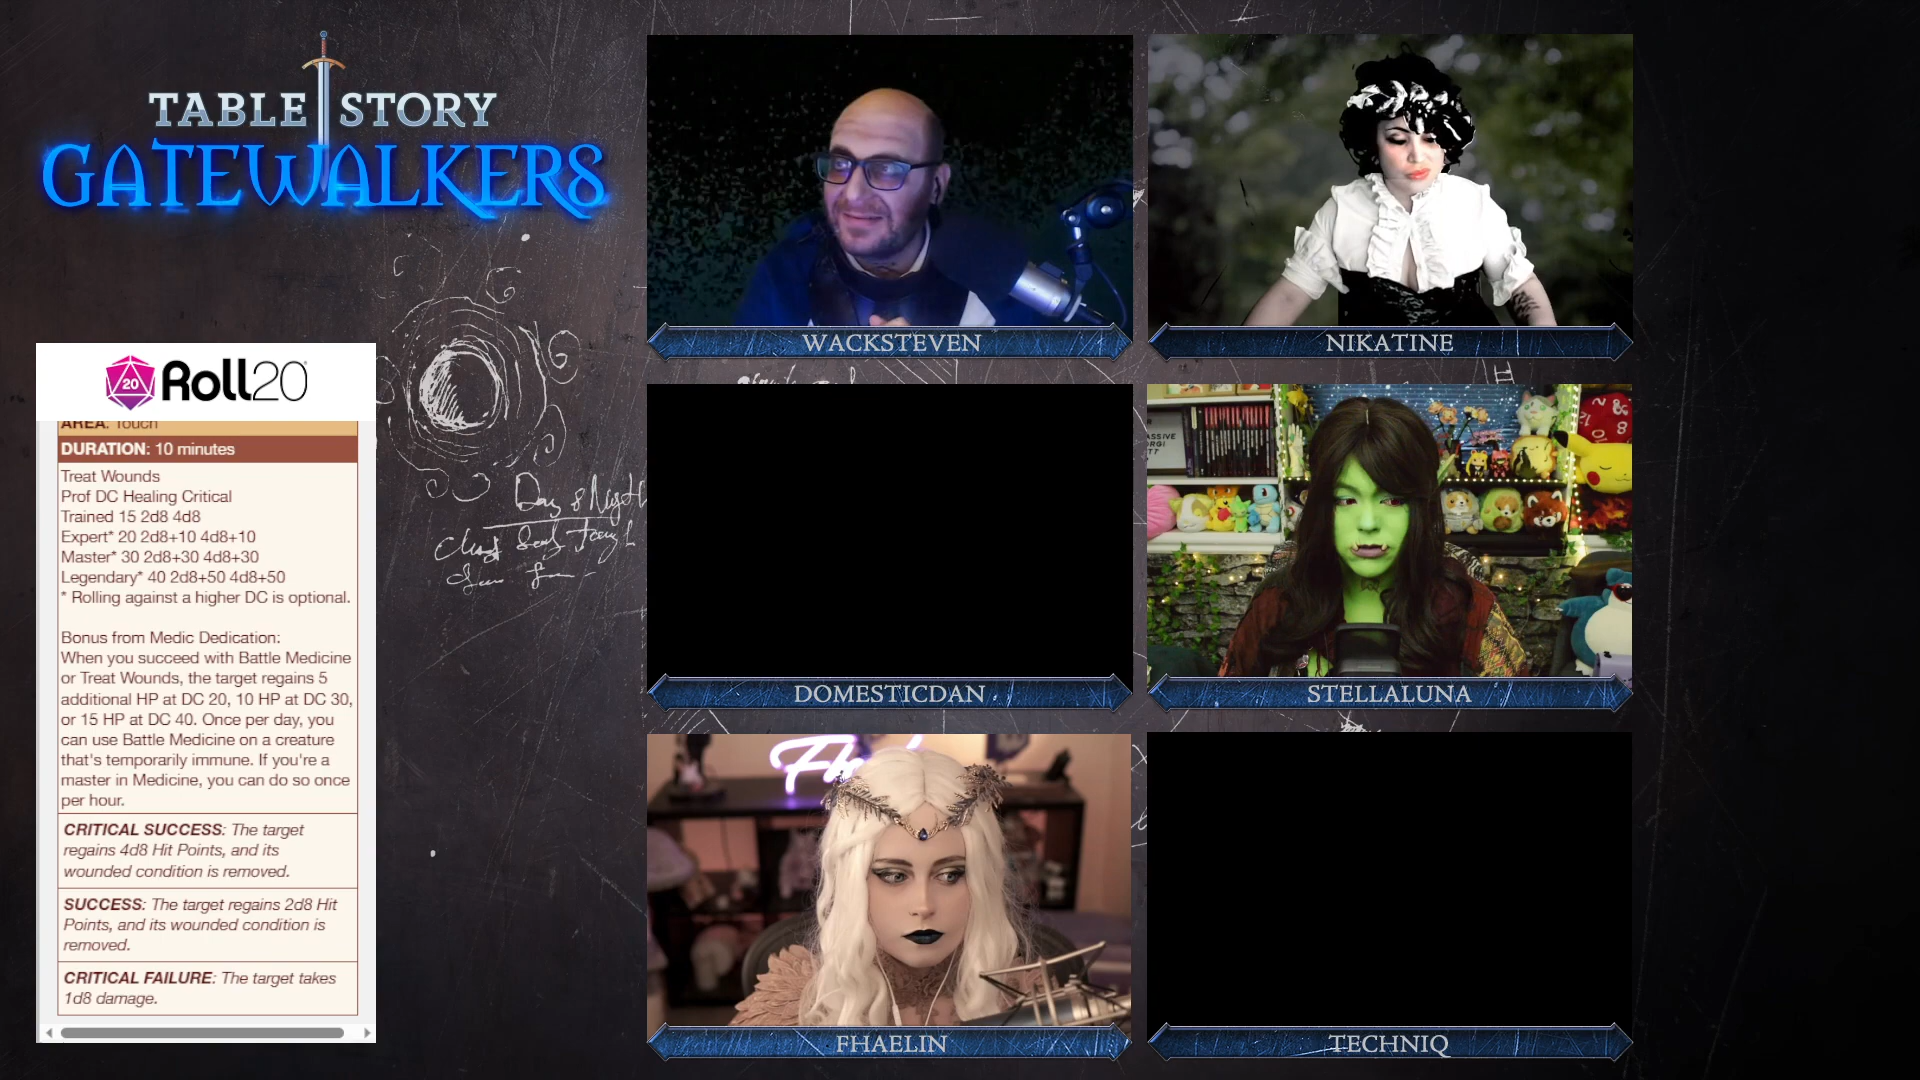 TABLE STORY
GATEWALKERS
20 Roll20
AREA: Touch
DURATION: 10 minutes
Treat Wounds
Prof DC Healing Critical
Trained 15 2d8 4d8
Expert* 20 2d8+10 4d8+10
Master* 30 2d8+30 4d8+30
Legendary* 40 2d8+50 4d8+50
* Rolling against a higher DC is optional.
Bonus from Medic Dedication:
When you succeed with Battle Medicine
or Treat Wounds, the target regains 5
additional HP at DC 20, 10 HP at DC 30,
or 15 HP at DC 40. Once per day, you
can use Battle Medicine on a creature
that's temporarily immune. If you're a
master in Medicine, you can do so once
per hour.
CRITICAL SUCCESS: The target
regains 4d8 Hit Points, and its
wounded condition is removed.
SUCCESS: The target regains 2d8 Hit
Points, and its wounded condition is
removed.
CRITICAL FAILURE: The target takes
1d8 damage.
Day & Night
WACKSTEVEN
NIKATINE
DOMESTICDAN
STELLALUNA
FHAELIN
TECHNIQ